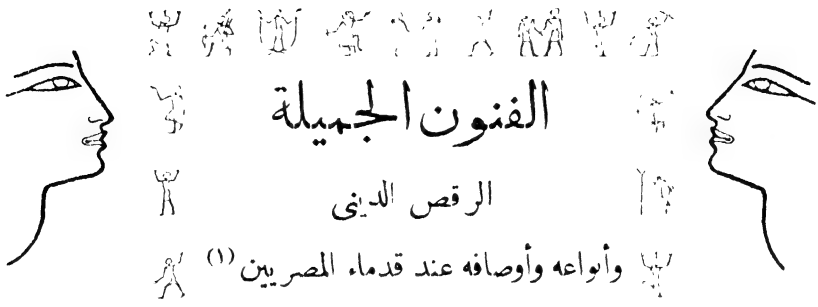 الفنون الجميلة
الرقص الدينى
وأنواعه وأوصافه عند قدماء المصريين (١)